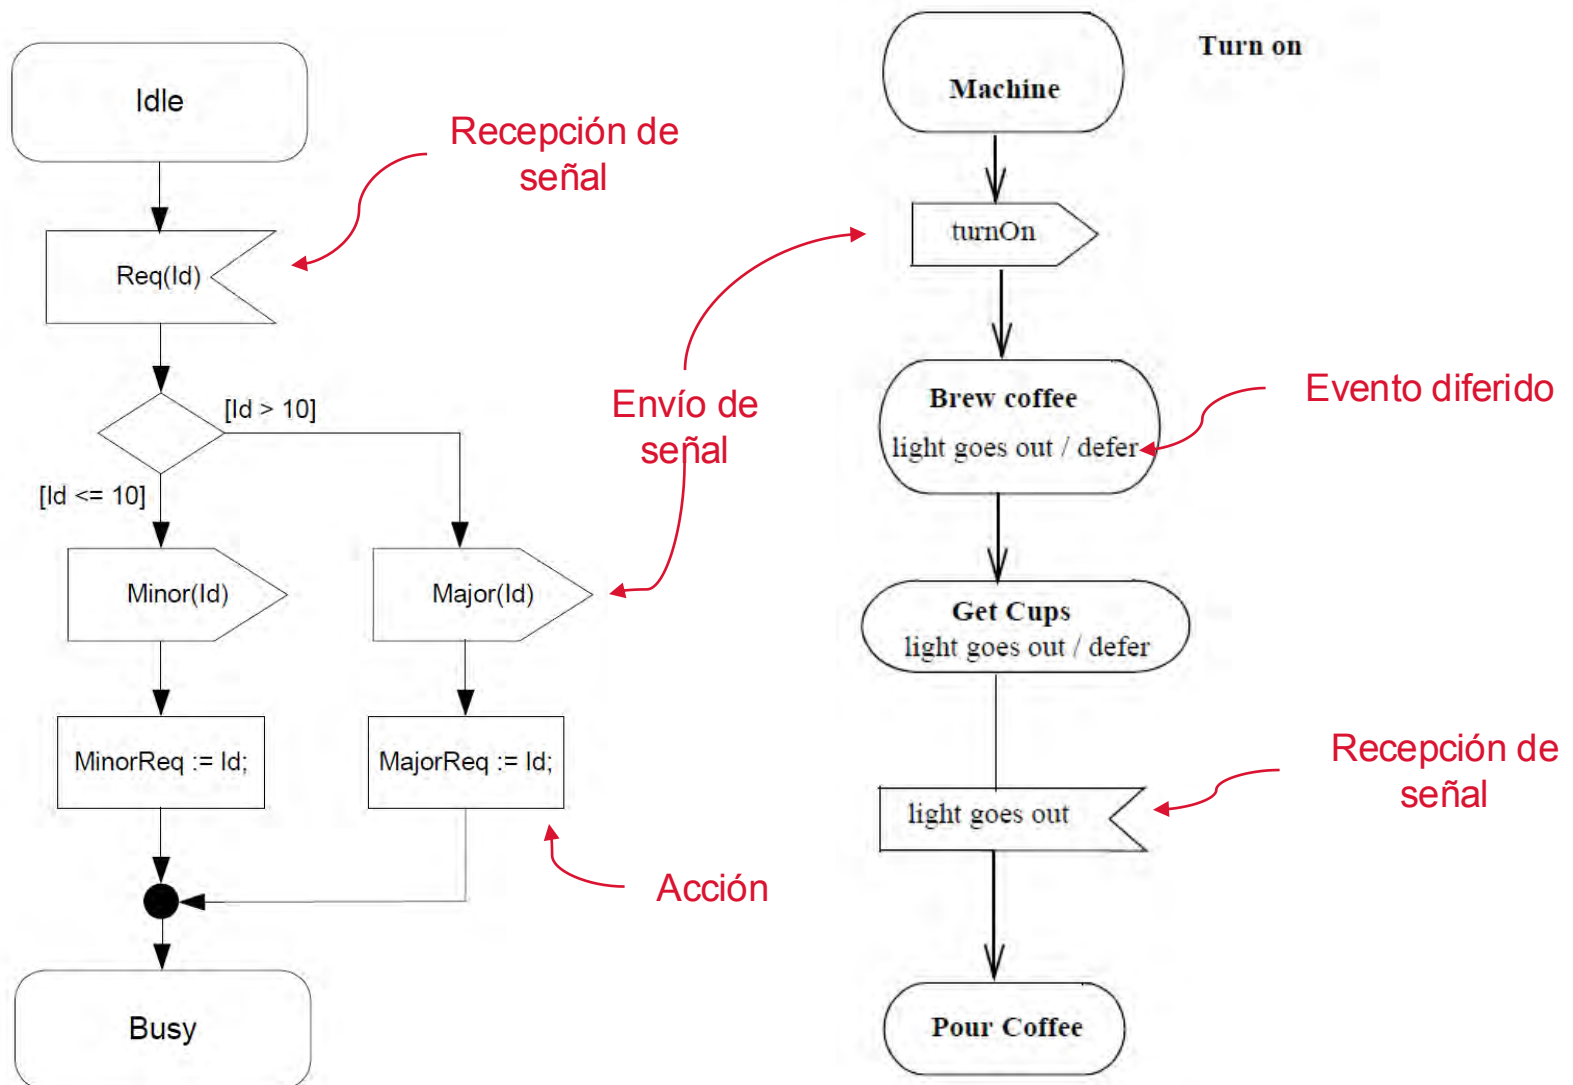 Idle
Recepción de
señal
Req(Id)
[Id > 10]
[Id <= 10]
Envío de
señal
Minor(Id)
Major(Id)
MinorReq := Id;
MajorReq := Id;
Acción
Busy
Turn on
Machine
turnOn
Brew coffee
light goes out / defer
Evento diferido
Get Cups
light goes out / defer
Recepción de
señal
light goes out
Pour Coffee